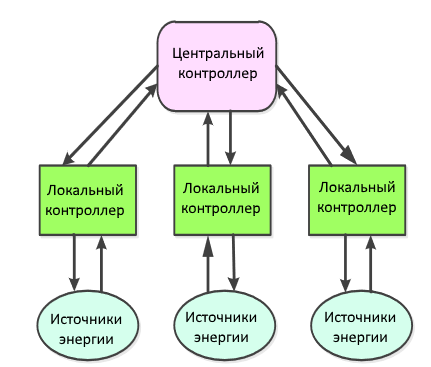 Центральный
контроллер
Локальный
контроллер
Локальный
контроллер
Локальный
контроллер
Источники
энергии
Источники
энергии
Источники
энергии